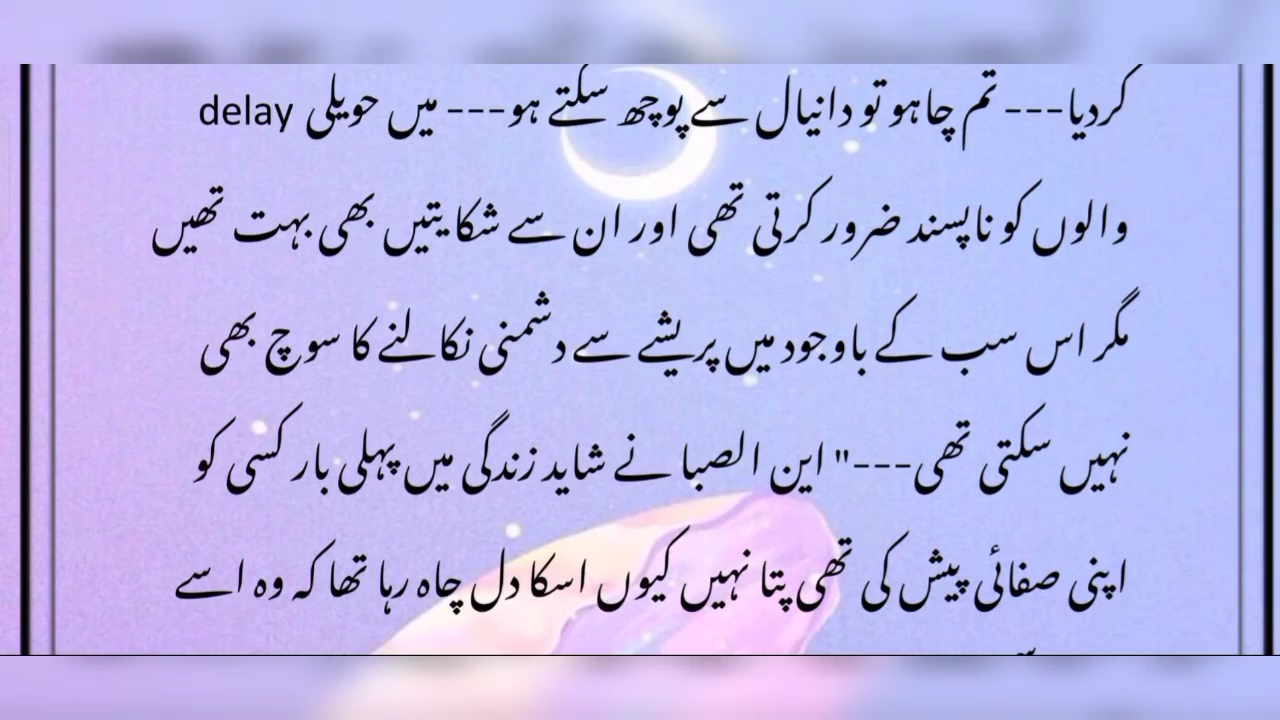 کردیا--- تم چاہو تو دانیال سے پوچھ سکتے ہو--- میں حویلی delay
والوں کو ناپسند ضرور کرتی تھی اور ان سے شکایتیں بھی بہت تھیں
مگر اس سب کے باوجود میں پریشے سے دشمنی نکالنے کا سوچ بھی
نہیں سکتی تھی---" این الصبا نے شاید زندگی میں پہلی بار کسی کو
اپنی صفائی پیش کی تھی پتا نہیں کیوں اسکا دل چاہ رہا تھا کہ وہ اسے